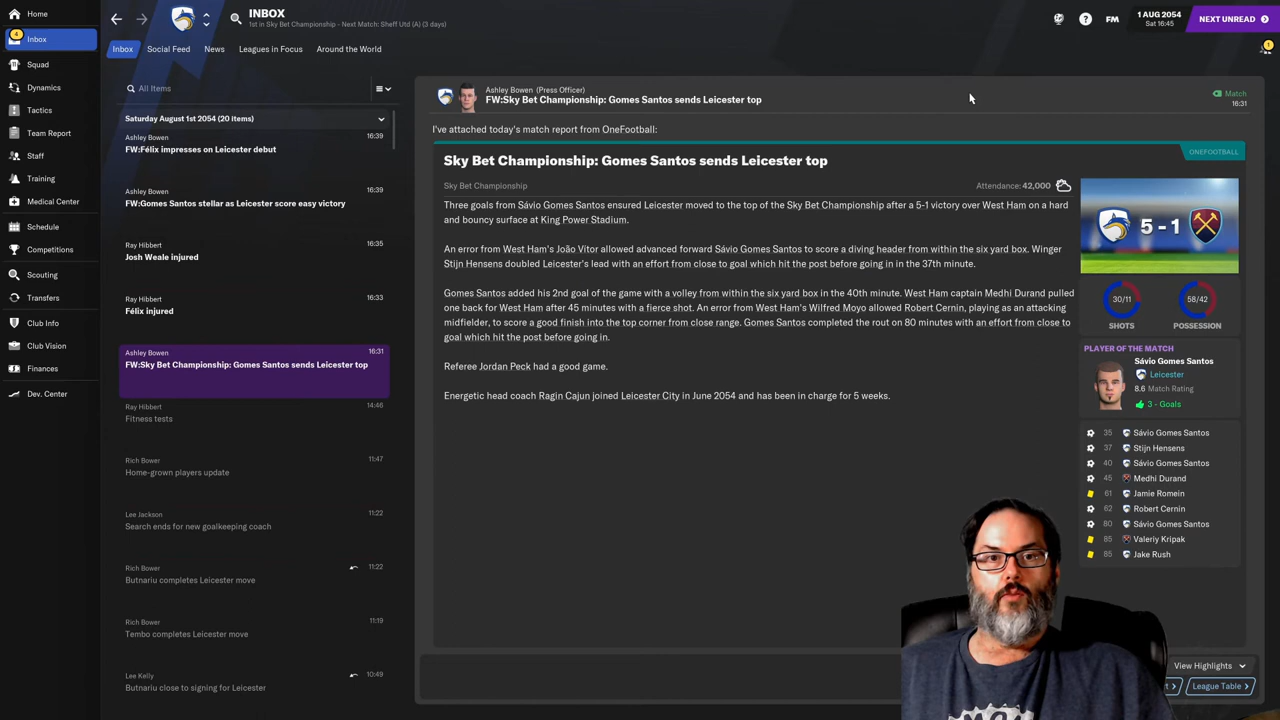 Home
INBOX
1st in Sky Bet Championship - Next Match: Sheff Utd (A) (3 days)
FM
1 AUG 2054
Sat 16:45
NEXT UNREAD
4
Inbox
1
Inbox
Social Feed
News
Leagues in Focus
Around the World
Squad
Dynamics
Tactics
Team Report
Staff
Training
Medical Center
Schedule
Competitions
Scouting
Transfers
Club Info
Club Vision
Finances
Dev. Center
All Items
Saturday August 1st 2054 (20 items)
Ashley Bowen 16:39
FW:Félix impresses on Leicester debut
Ashley Bowen 16:39
FW:Gomes Santos stellar as Leicester score easy victory
Ray Hibbert 16:35
Josh Weale injured
Ray Hibbert 16:33
Félix injured
Ashley Bowen 16:31
FW:Sky Bet Championship: Gomes Santos sends Leicester top
Ray Hibbert 14:46
Fitness tests
Rich Bower 11:47
Home-grown players update
Lee Jackson 11:22
Search ends for new goalkeeping coach
Rich Bower 11:22
Butnariu completes Leicester move
Rich Bower 11:19
Tembo completes Leicester move
Lee Kelly 10:49
Butnariu close to signing for Leicester
Ashley Bowen (Press Officer)
FW:Sky Bet Championship: Gomes Santos sends Leicester top
Match
16:31
I've attached today's match report from OneFootball:
ONEFOOTBALL
Sky Bet Championship: Gomes Santos sends Leicester top
Sky Bet Championship
Attendance: 42,000
Three goals from Sávio Gomes Santos ensured Leicester moved to the top of the Sky Bet Championship after a 5-1 victory over West Ham on a hard
and bouncy surface at King Power Stadium.
An error from West Ham's João Vítor allowed advanced forward Sávio Gomes Santos to score a diving header from within the six yard box. Winger
Stijn Hensens doubled Leicester's lead with an effort from close to goal which hit the post before going in in the 37th minute.
Gomes Santos added his 2nd goal of the game with a volley from within the six yard box in the 40th minute. West Ham captain Medhi Durand pulled
one back for West Ham after 45 minutes with a fierce shot. An error from West Ham's Wilfred Moyo allowed Robert Cernin, playing as an attacking
midfielder, to score a good finish into the top corner from close range. Gomes Santos completed the rout on 80 minutes with an effort from close to
goal which hit the post before going in.
Referee Jordan Peck had a good game.
Energetic head coach Ragin Cajun joined Leicester City in June 2054 and has been in charge for 5 weeks.
5 - 1
30/11
SHOTS
58/42
POSSESSION
PLAYER OF THE MATCH
Sávio Gomes Santos
Leicester
8.6 Match Rating
3 - Goals
35 Sávio Gomes Santos
37 Stijn Hensens
40 Sávio Gomes Santos
45 Medhi Durand
61 Jamie Romein
62 Robert Cernin
80 Sávio Gomes Santos
85 Valeriy Kripak
85 Jake Rush
View Highlights
League Table